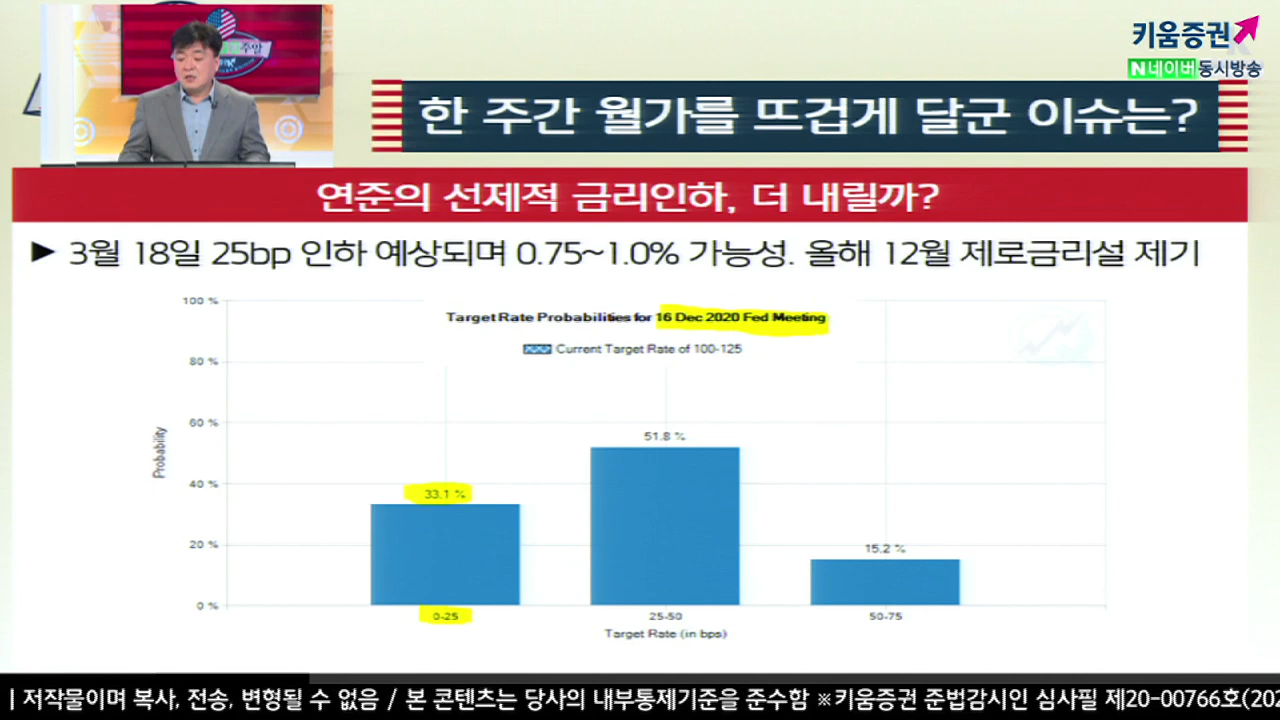 주말
키움증권
N 네이버 동시방송
한 주간 월가를 뜨겁게 달군 이슈는?
연준의 선제적 금리인하, 더 내릴까?
▶ 3월 18일 25bp 인하 예상되며 0.75~1.0% 가능성. 올해 12월 제로금리설 제기
Target Rate Probabilities for 16 Dec 2020 Fed Meeting
Current Target Rate of 100-125
Probability
100 %
80 %
60 %
40 %
20 %
0 %
33.1 %
51.8 %
15.2 %
0-25
25-50
50-75
Target Rate (in bps)
| 저작물이며 복사, 전송, 변형될 수 없음 / 본 콘텐츠는 당사의 내부통제기준을 준수함 ※키움증권 준법감시인 심사필 제20-00766호(202